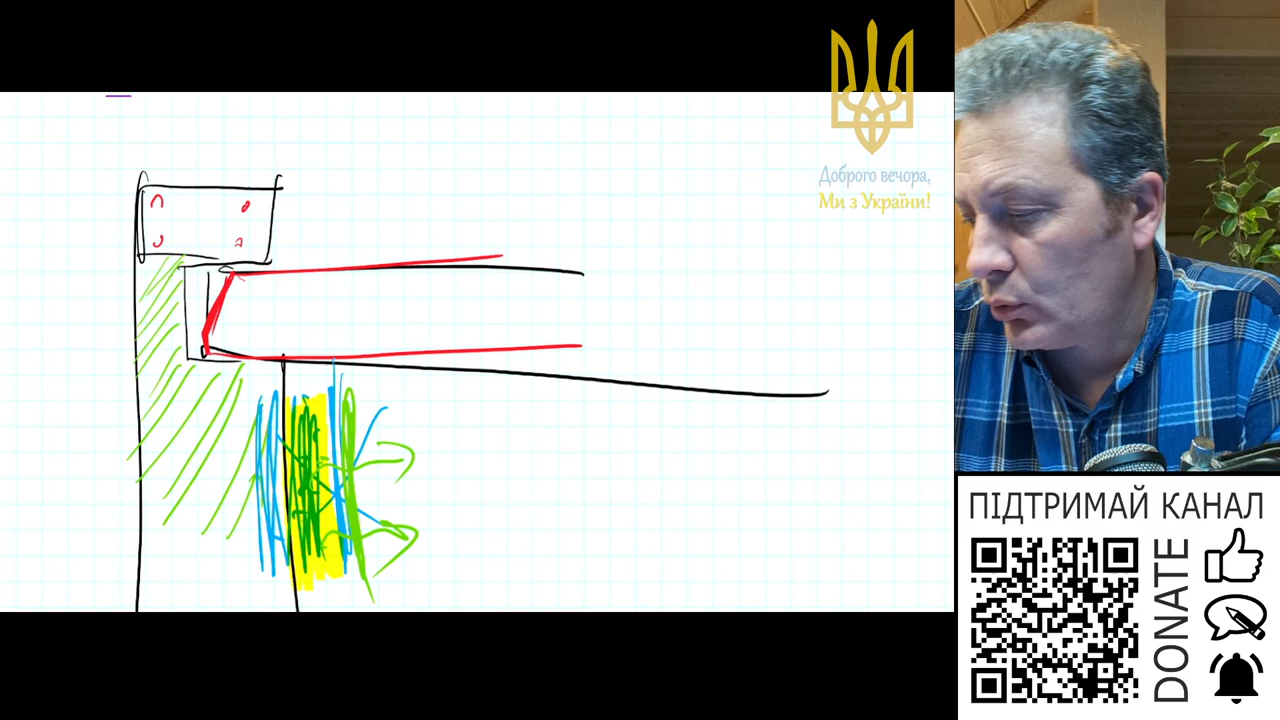 Доброго вечора,
Ми з України!
ПІДТРИМАЙ КАНАЛ
DONATE